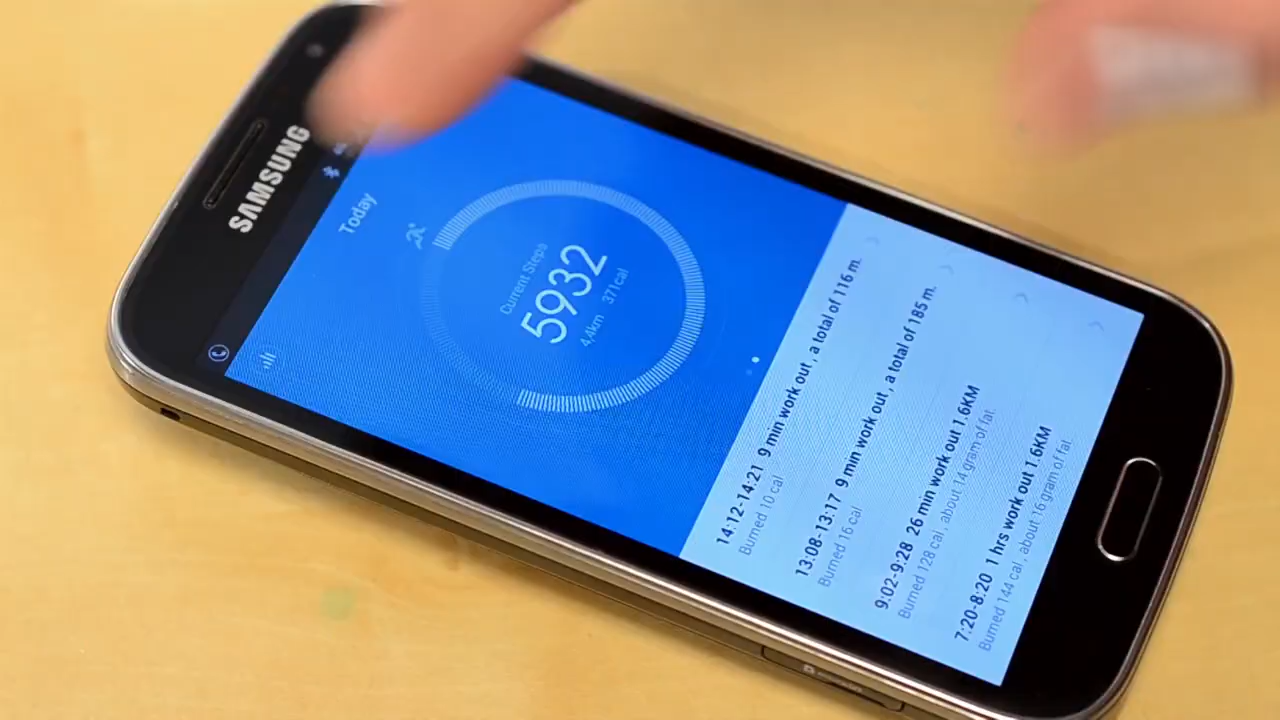 SAMSUNG
Today
Current Steps
5932
4,4km 371cal
14:12-14:21 9 min work out , a total of 116 m.
Burned 10 cal
13:08-13:17 9 min work out , a total of 185 m.
Burned 16 cal
9:02-9:28 26 min work out 1.6KM
Burned 128 cal, about 14 gram of fat.
7:20-8:20 1 hrs work out 1.6KM
Burned 144 cal, about 16 gram of fat